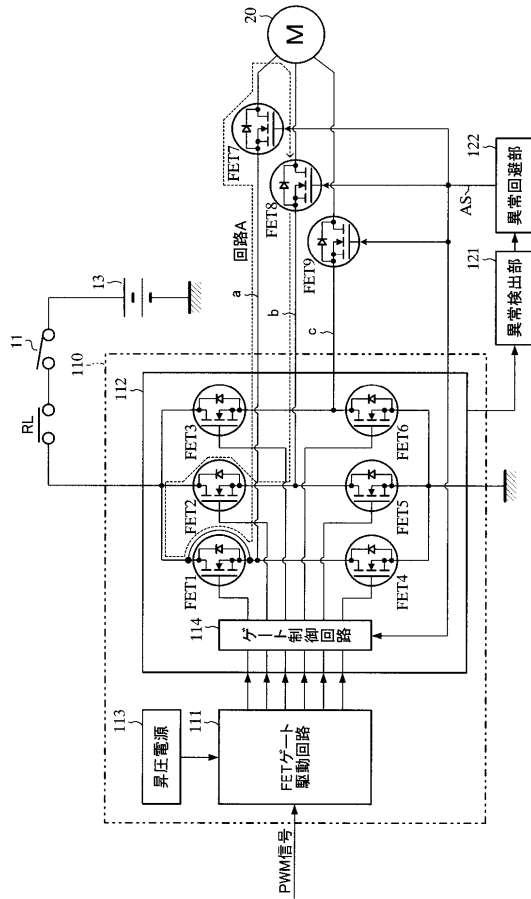 PWM信号
113
昇圧電源
111
FETゲート
駆動回路
110
112
114
ゲート制御回路
FET1
FET2
FET3
FET4
FET5
FET6
RL
11
13
回路A
a
b
c
FET7
FET8
FET9
20
M
AS
121
異常検出部
122
異常回避部